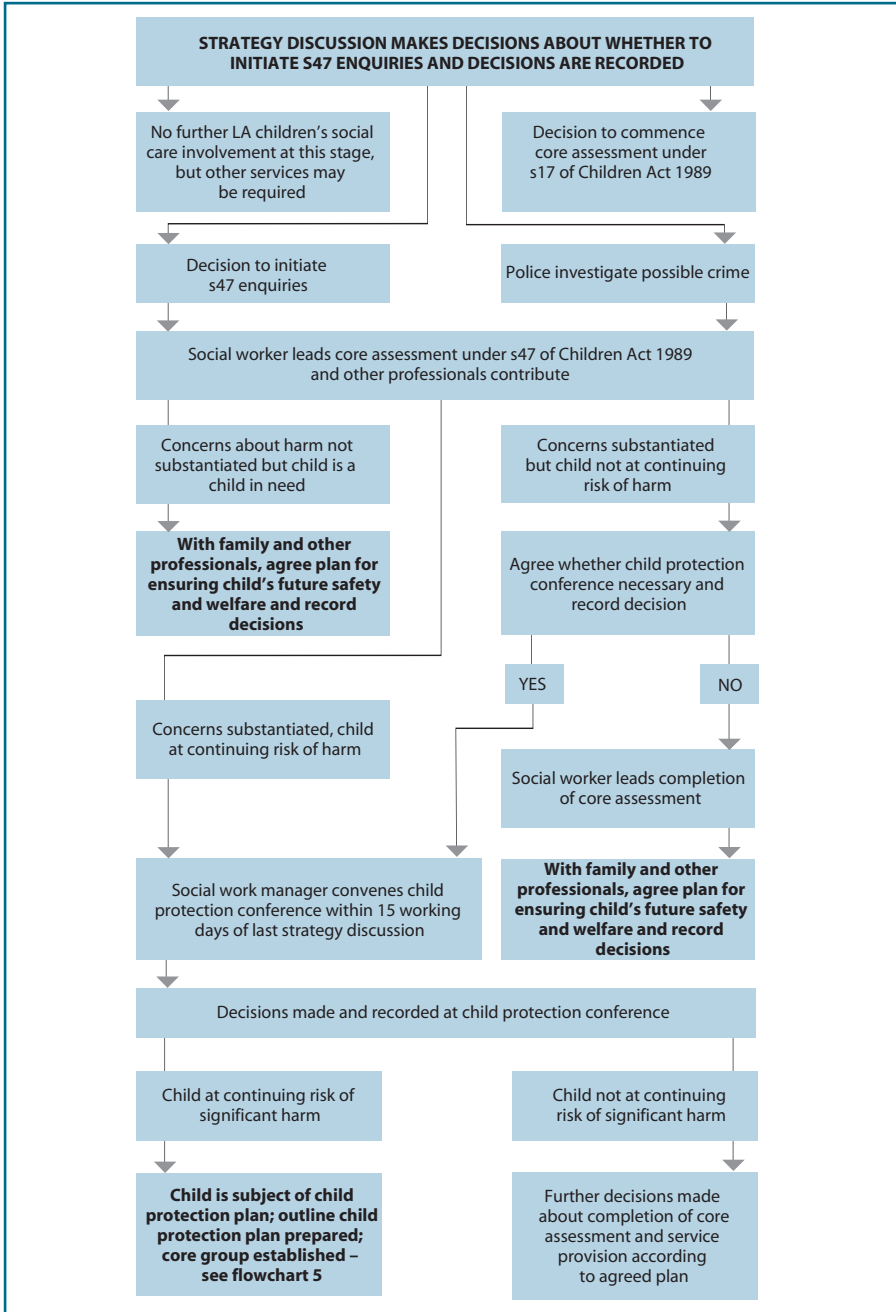 STRATEGY DISCUSSION MAKES DECISIONS ABOUT WHETHER TO
INITIATE S47 ENQUIRIES AND DECISIONS ARE RECORDED
No further LA children's social
care involvement at this stage,
but other services may
be required
Decision to commence
core assessment under
s17 of Children Act 1989
Decision to initiate
s47 enquiries
Police investigate possible crime
Social worker leads core assessment under s47 of Children Act 1989
and other professionals contribute
Concerns about harm not
substantiated but child is a
child in need
Concerns substantiated
but child not at continuing
risk of harm
With family and other
professionals, agree plan for
ensuring child's future safety
and welfare and record
decisions
Agree whether child protection
conference necessary and
record decision
YES
NO
Concerns substantiated, child
at continuing risk of harm
Social worker leads completion
of core assessment
Social work manager convenes child
protection conference within 15 working
days of last strategy discussion
With family and other
professionals, agree plan for
ensuring child's future safety
and welfare and record
decisions
Decisions made and recorded at child protection conference
Child at continuing risk of
significant harm
Child not at continuing
risk of significant harm
Child is subject of child
protection plan; outline child
protection plan prepared;
core group established –
see flowchart 5
Further decisions made
about completion of core
assessment and service
provision according
to agreed plan